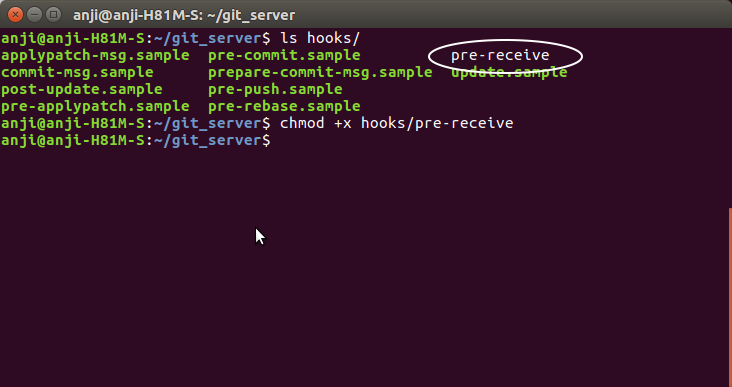 anji@anji-H81M-S: ~/git_server
anji@anji-H81M-S:~/git_server$ ls hooks/
applypatch-msg.sample  pre-commit.sample          pre-receive
commit-msg.sample      prepare-commit-msg.sample  update.sample
post-update.sample     pre-push.sample
pre-applypatch.sample  pre-rebase.sample
anji@anji-H81M-S:~/git_server$ chmod +x hooks/pre-receive
anji@anji-H81M-S:~/git_server$